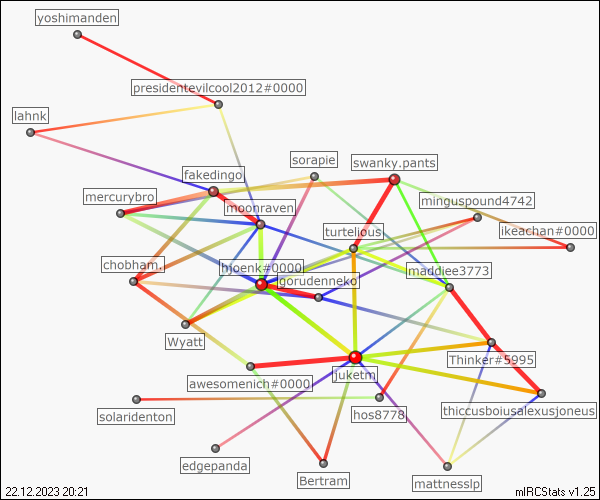 yoshimanden
presidentevilcool2012#0000
lahnk
sorapie
swanky.pants
fakedingo
mercurybro
minguspound4742
moonraven
turtelious
ikeachan#0000
chobham.
hjoenk#0000
maddiee3773
gorudenneko
Wyatt
Thinker#5995
juketm
awesomenich#0000
thiccusboiusalexusjoneus
solaridenton
hos8778
edgepanda
Bertram
mattnesslp
22.12.2023 20:21
mIRCStats v1.25